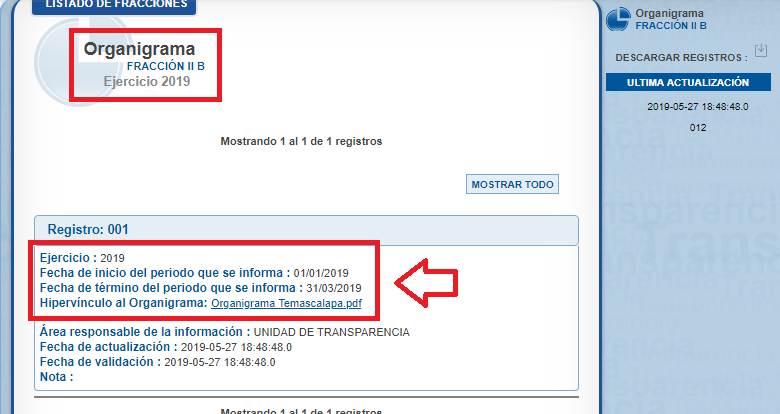 LISTADO DE FRACCIONES
Organigrama
FRACCIÓN II B
Ejercicio 2019
Mostrando 1 al 1 de 1 registros
MOSTRAR TODO
Registro: 001
Ejercicio : 2019
Fecha de inicio del periodo que se informa : 01/01/2019
Fecha de término del periodo que se informa : 31/03/2019
Hipervínculo al Organigrama: Organigrama Temascalapa.pdf
Área responsable de la información : UNIDAD DE TRANSPARENCIA
Fecha de actualización : 2019-05-27 18:48:48.0
Fecha de validación : 2019-05-27 18:48:48.0
Nota :
Mostrando 1 al 1 de 1 registros
Organigrama
FRACCIÓN II B
DESCARGAR REGISTROS :
ULTIMA ACTUALIZACIÓN
2019-05-27 18:48:48.0
012